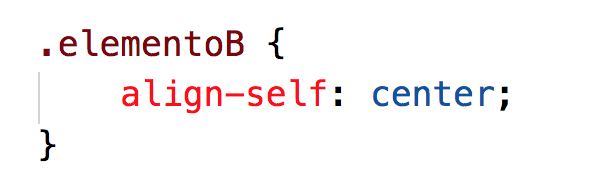 .elementoB {
    align-self: center;
}